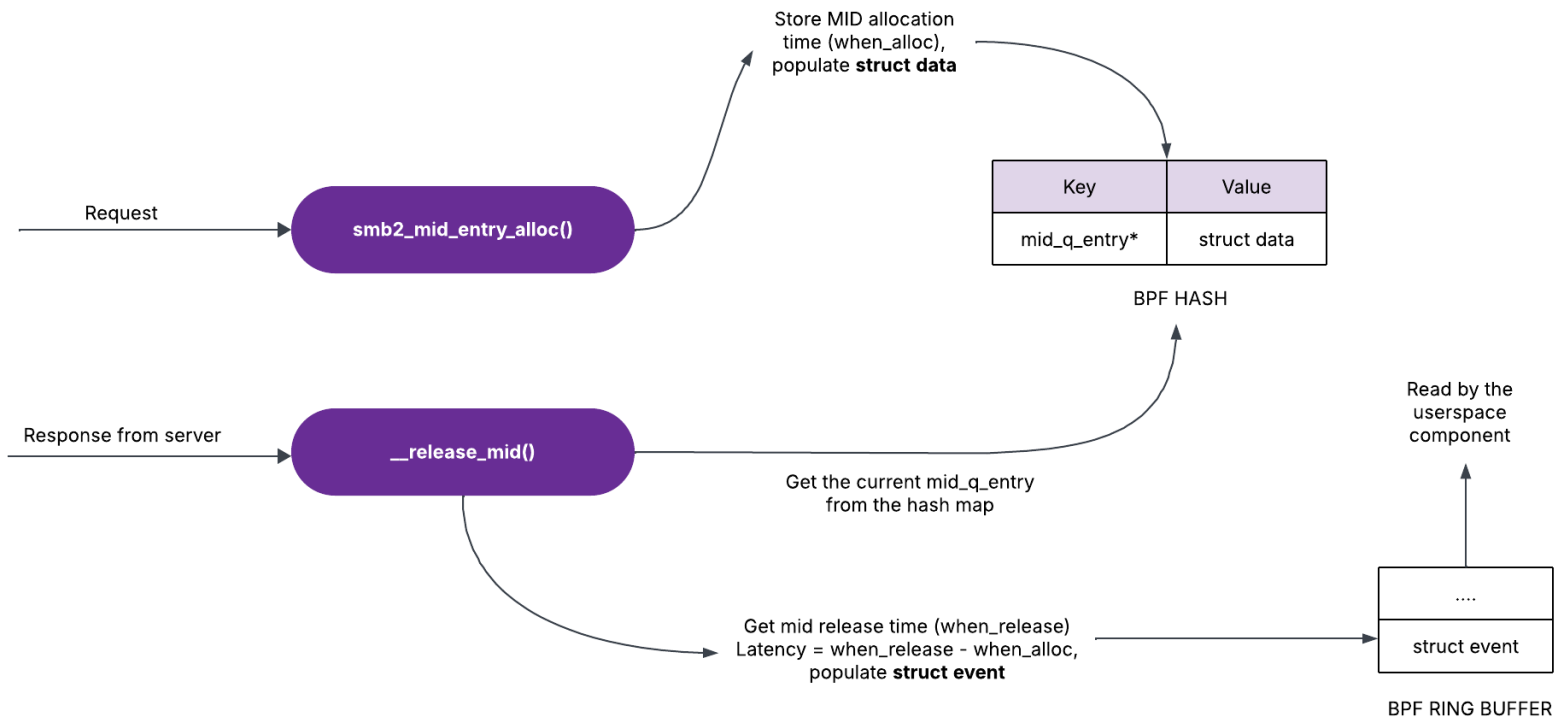 Store MID allocation
time (when_alloc),
populate struct data
Key
Value
Request
smb2_mid_entry_alloc()
mid_q_entry*
struct data
BPF HASH
Read by the
userspace
component
Response from server
__release_mid()
Get the current mid_q_entry
from the hash map
....
Get mid release time (when_release)
Latency = when_release - when_alloc,
populate struct event
struct event
BPF RING BUFFER